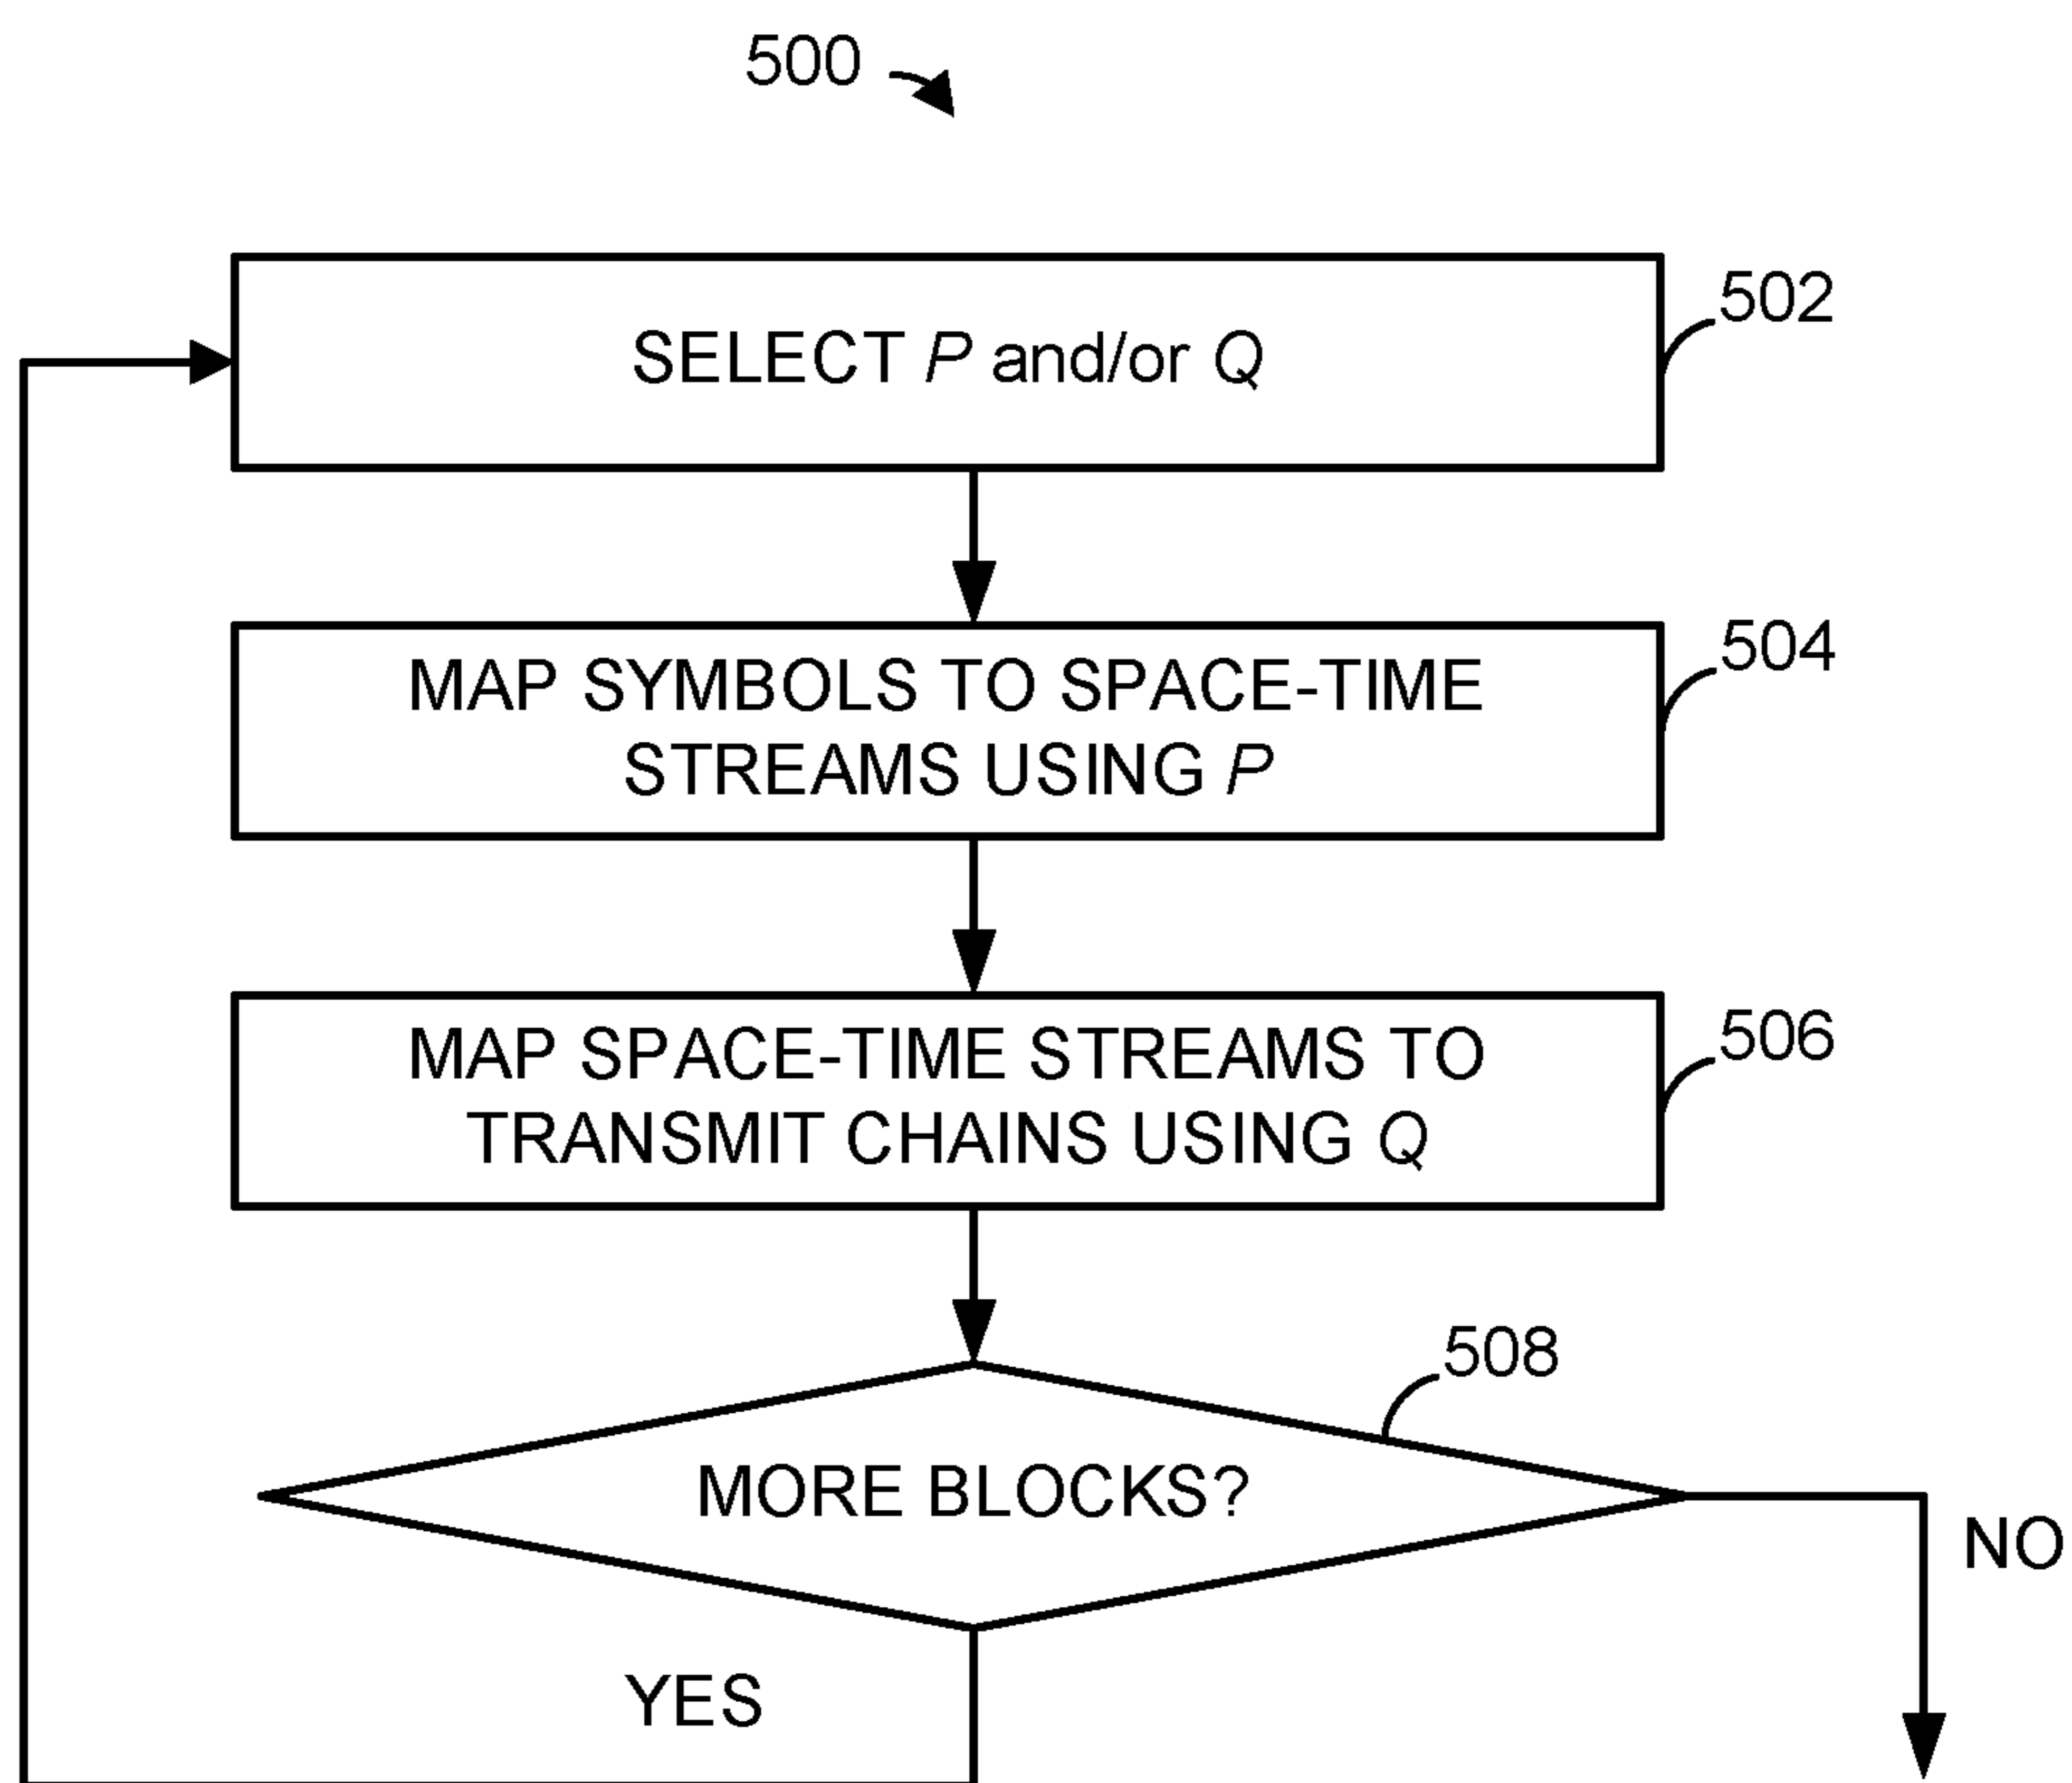 500
502
SELECT P and/or Q
504
MAP SYMBOLS TO SPACE-TIME
STREAMS USING P
506
MAP SPACE-TIME STREAMS TO
TRANSMIT CHAINS USING Q
508
MORE BLOCKS?
NO
YES